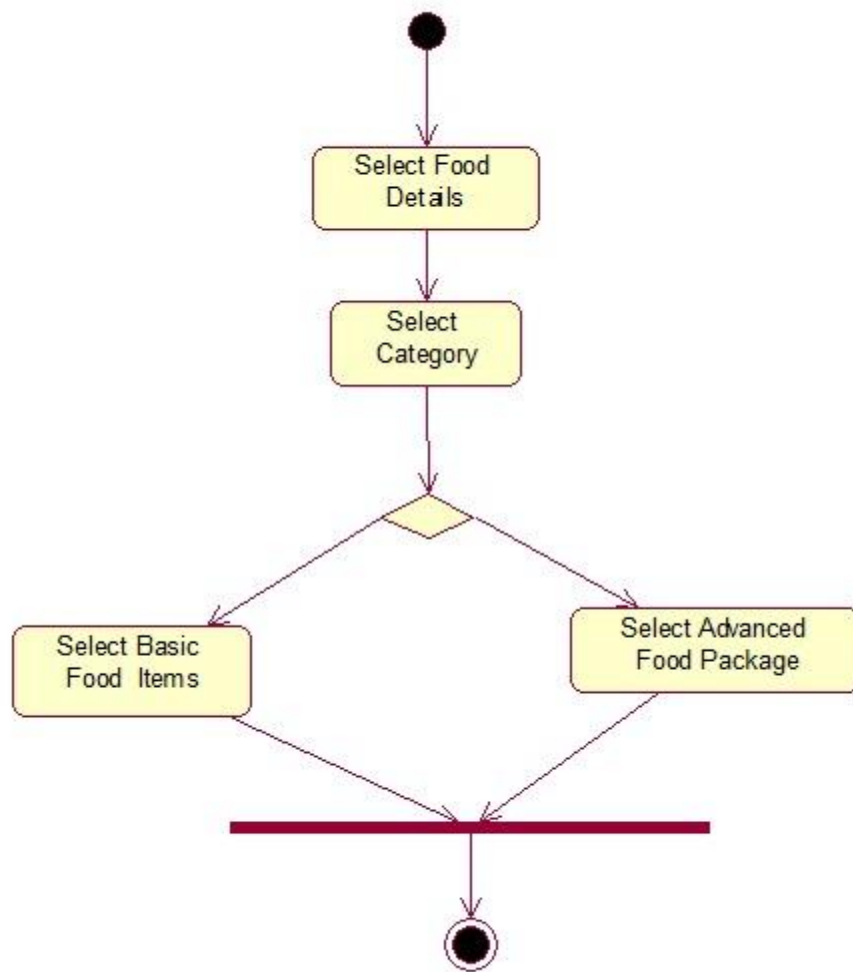 Select Food
Details
Select
Category
Select Basic
Food Items
Select Advanced
Food Package